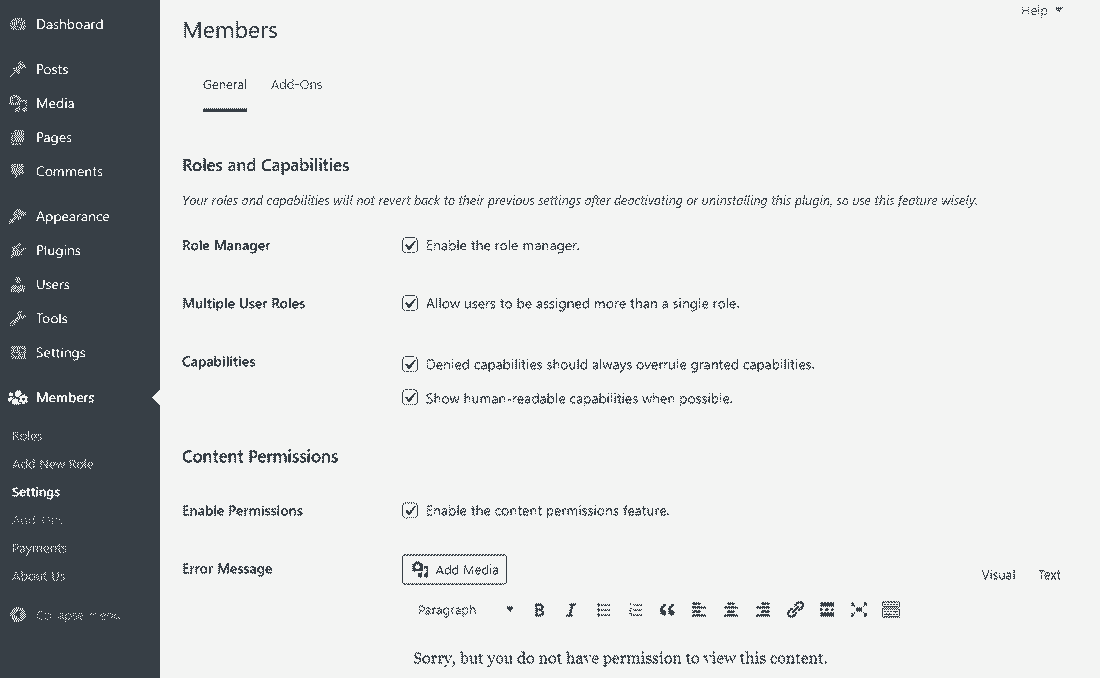 Dashboard
Posts
Media
Pages
Comments
Appearance
Plugins
Users
Tools
Settings
Members
Roles
Add New Role
Settings
Add-Ons
Payments
About Us
Collapse menu
Help
Members
General Add-Ons
Roles and Capabilities
Your roles and capabilities will not revert back to their previous settings after deactivating or uninstalling this plugin, so use this feature wisely.
Role Manager Enable the role manager.
Multiple User Roles Allow users to be assigned more than a single role.
Capabilities Denied capabilities should always overrule granted capabilities.
Show human-readable capabilities when possible.
Content Permissions
Enable Permissions Enable the content permissions feature.
Error Message Add Media
Visual Text
Paragraph B I
Sorry, but you do not have permission to view this content.